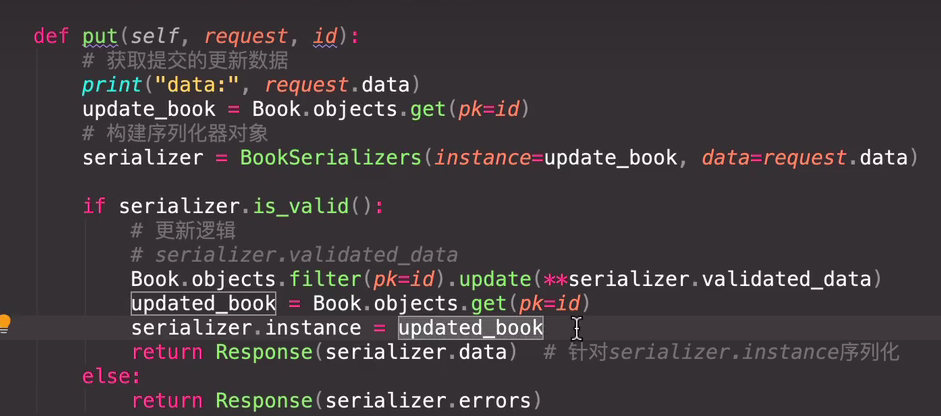 def put(self, request, id):
# 获取提交的更新数据
print("data:", request.data)
update_book = Book.objects.get(pk=id)
# 构建序列化器对象
serializer = BookSerializers(instance=update_book, data=request.data)
if serializer.is_valid():
# 更新逻辑
# serializer.validated_data
Book.objects.filter(pk=id).update(**serializer.validated_data)
updated_book = Book.objects.get(pk=id)
serializer.instance = updated_book
return Response(serializer.data)  # 针对serializer.instance序列化
else:
return Response(serializer.errors)